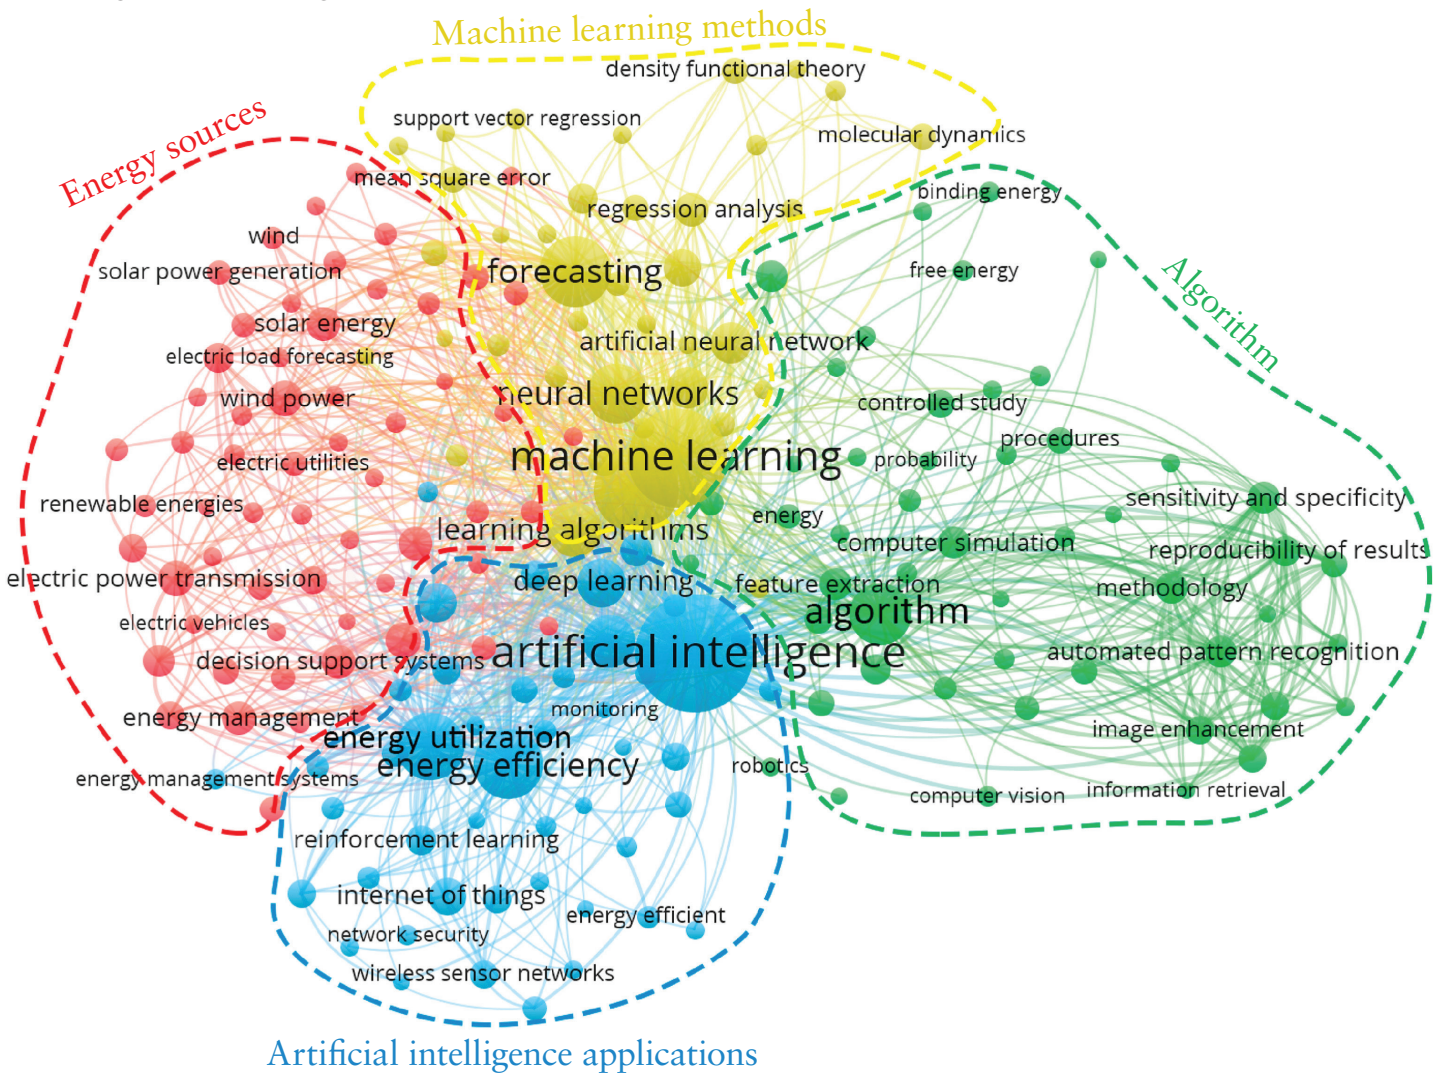 Machine learning methods
density functional theory
support vector regression
molecular dynamics
Energy sources
mean square error
binding energy
regression analysis
wind
solar power generation
forecasting
free energy
Algorithm
solar energy
artificial neural network
electric load forecasting
wind power
neural networks
controlled study
procedures
electric utilities
machine learning
probability
renewable energies
sensitivity and specificity
energy
learning algorithms
computer simulation
reproducibility of results
electric power transmission
deep learning
feature extraction
methodology
algorithm
electric vehicles
decision support systems
artificial intelligence
automated pattern recognition
energy management
monitoring
image enhancement
energy utilization
energy efficiency
robotics
energy management systems
computer vision
information retrieval
reinforcement learning
internet of things
energy efficient
network security
wireless sensor networks
Artificial intelligence applications